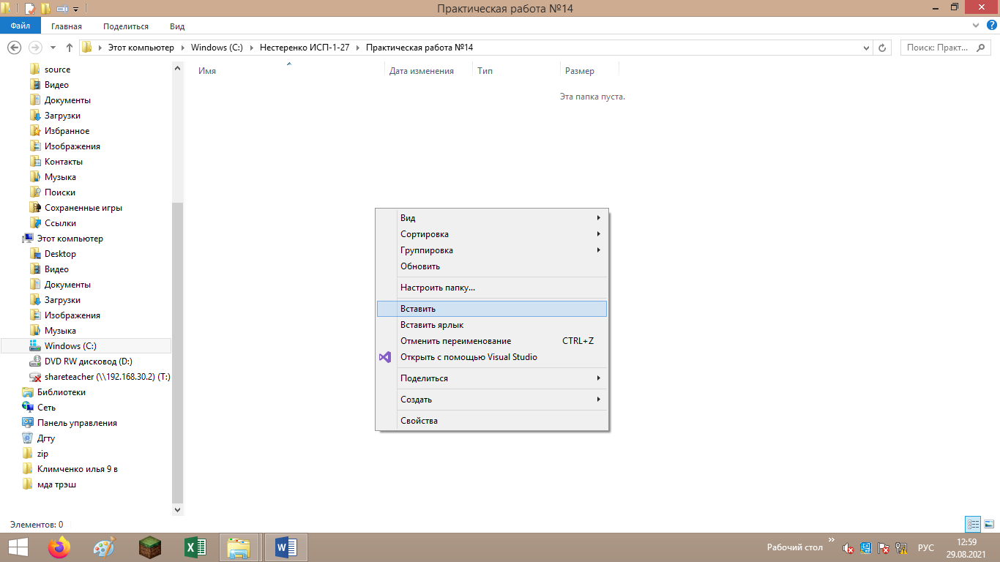 Практическая работа №14
Файл Главная Поделиться Вид
Этот компьютер Windows (C:) Нестеренко ИСП-1-27 Практическая работа №14 Поиск: Практ...
source
Видео
Документы
Загрузки
Избранное
Изображения
Контакты
Музыка
Поиски
Сохраненные игры
Ссылки
Этот компьютер
Desktop
Видео
Документы
Загрузки
Изображения
Музыка
Windows (C:)
DVD RW дисковод (D:)
shareteacher (\\192.168.30.2) (T:)
Библиотеки
Сеть
Панель управления
Дгту
zip
Климченко илья 9 в
мда трэш
Имя Дата изменения Тип Размер
Эта папка пуста.
Вид
Сортировка
Группировка
Обновить
Настроить папку...
Вставить
Вставить ярлык
Отменить переименование CTRL+Z
Открыть с помощью Visual Studio
Поделиться
Создать
Свойства
Элементов: 0
Рабочий стол РУС 12:59
29.08.2021